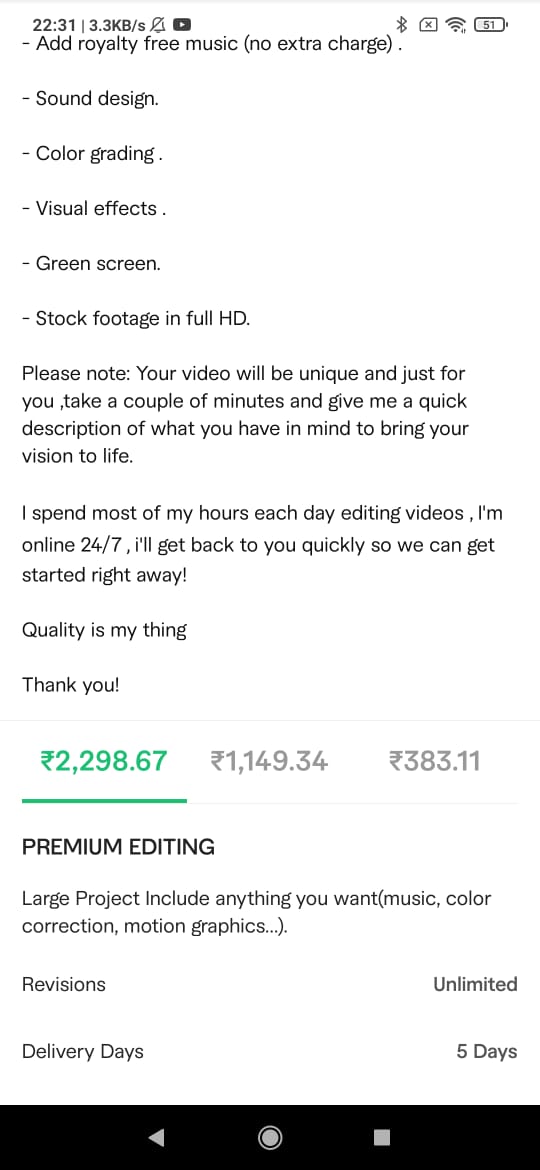 22:31 | 3.3KB/s
51
- Add royalty free music (no extra charge) .
- Sound design.
- Color grading .
- Visual effects .
- Green screen.
- Stock footage in full HD.
Please note: Your video will be unique and just for
you ,take a couple of minutes and give me a quick
description of what you have in mind to bring your
vision to life.
I spend most of my hours each day editing videos , I'm
online 24/7 , i'll get back to you quickly so we can get
started right away!
Quality is my thing
Thank you!
₹2,298.67 ₹1,149.34 ₹383.11
PREMIUM EDITING
Large Project Include anything you want(music, color
correction, motion graphics...).
Revisions Unlimited
Delivery Days 5 Days